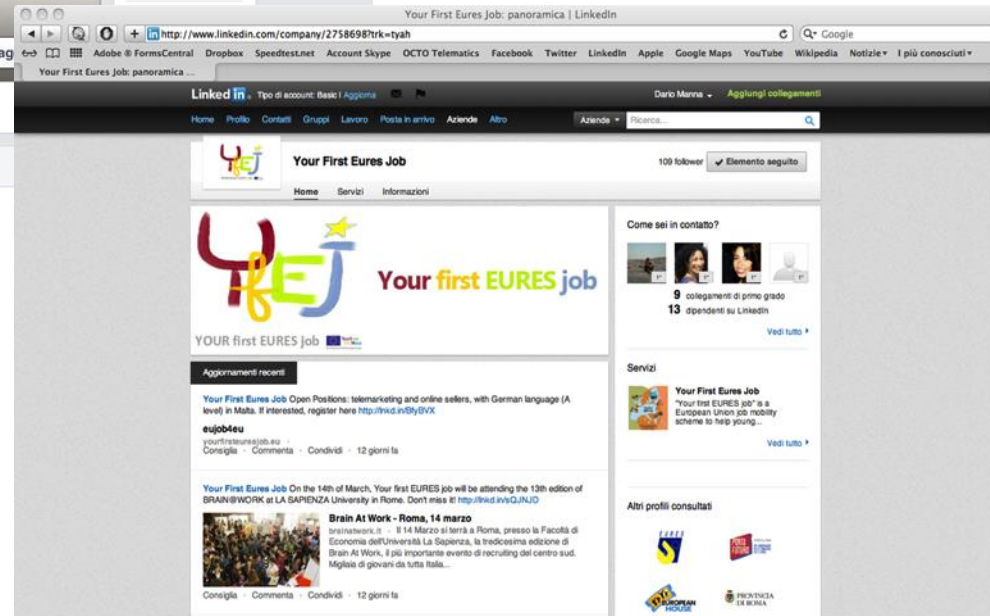 Your First Eures Job: panoramica | LinkedIn
http://www.linkedin.com/company/2758698?trk=tyah
Google
Adobe ® FormsCentral Dropbox Speedtest.net Account Skype OCTO Telematics Facebook Twitter LinkedIn Apple Google Maps YouTube Wikipedia Notizie I più conosciuti
Your First Eures Job: panoramica ...
Linked in Tipo di account: Basic | Aggiorna Dario Manna Aggiungi collegamenti
Home Profilo Contatti Gruppi Lavoro Posta in arrivo Aziende Altro Aziende Ricerca...
YfEJ
Your First Eures Job
109 follower Elemento seguito
Home Servizi Informazioni
YfEJ
Your first EURES job
YOUR first EURES job
Aggiornamenti recenti
Your First Eures Job Open Positions: telemarketing and online sellers, with German language (A
level) in Malta. If interested, register here http://lnkd.in/BfyBVX
eujob4eu
yourfirsteuresjob.eu
Consiglia · Commenta · Condividi · 12 giorni fa
Your First Eures Job On the 14th of March, Your first EURES job will be attending the 13th edition of
BRAIN@WORK at LA SAPIENZA University in Rome. Don't miss it! http://lnkd.in/sQJNJD
Brain At Work - Roma, 14 marzo
brainatwork.it - Il 14 Marzo si terrà a Roma, presso la Facoltà di
Economia dell'Università La Sapienza, la tredicesima edizione di
Brain At Work, il più importante evento di recruiting del centro sud.
Migliaia di giovani da tutta Italia...
Consiglia · Commenta · Condividi · 12 giorni fa
Come sei in contatto?
1° 1° 1° 1°
9 collegamenti di primo grado
13 dipendenti su LinkedIn
Vedi tutto
Servizi
Your First Eures Job
"Your first EURES job" is a
European Union job mobility
scheme to help young...
Vedi tutto
Altri profili consultati
EURES
PORTA
FUTURO
EUROPEAN
HOUSE
PROVINCIA
DI ROMA